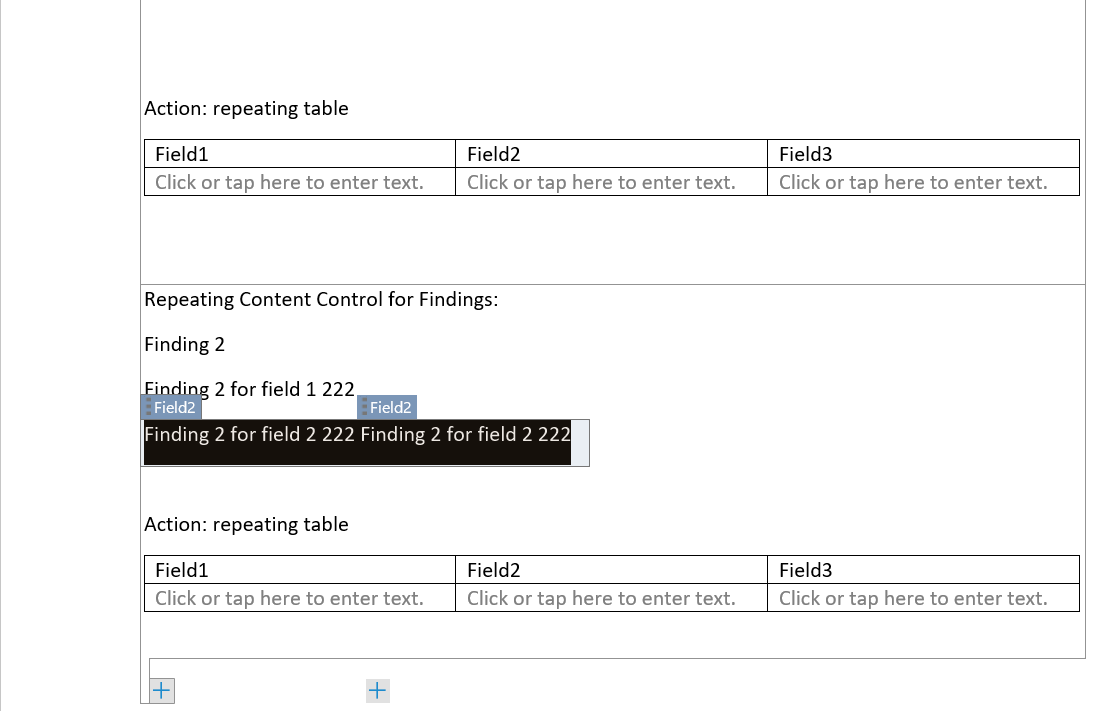 Action: repeating table
Field1 Field2 Field3
Click or tap here to enter text. Click or tap here to enter text. Click or tap here to enter text.
Repeating Content Control for Findings:
Finding 2
Finding 2 for field 1 222
Field2 Field2
Finding 2 for field 2 222 Finding 2 for field 2 222
Action: repeating table
Field1 Field2 Field3
Click or tap here to enter text. Click or tap here to enter text. Click or tap here to enter text.